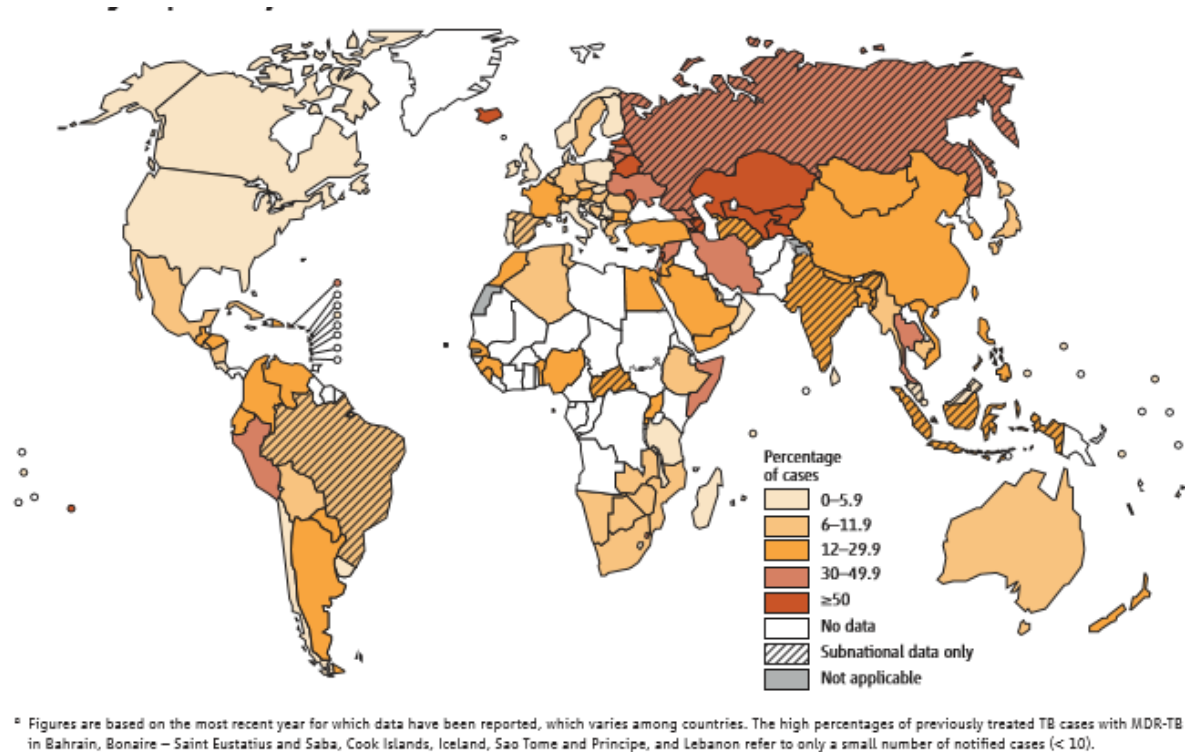 Percentage
of cases
0–5.9
6–11.9
12–29.9
30–49.9
≥50
No data
Subnational data only
Not applicable
ᵃ Figures are based on the most recent year for which data have been reported, which varies among countries. The high percentages of previously treated TB cases with MDR-TB
in Bahrain, Bonaire – Saint Eustatius and Saba, Cook Islands, Iceland, Sao Tome and Principe, and Lebanon refer to only a small number of notified cases (< 10).